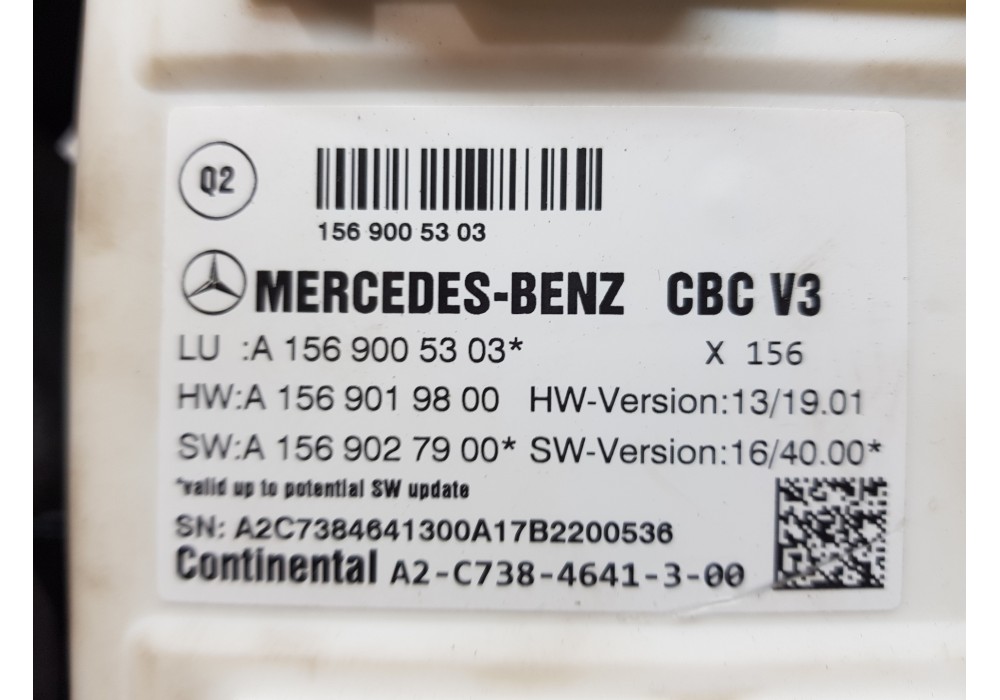 Q2
156 900 53 03
MERCEDES-BENZ CBC V3
LU :A 156 900 53 03* X 156
HW:A 156 901 98 00 HW-Version:13/19.01
SW:A 156 902 79 00* SW-Version:16/40.00*
*valid up to potential SW update
SN: A2C7384641300A17B2200536
Continental A2-C738-4641-3-00